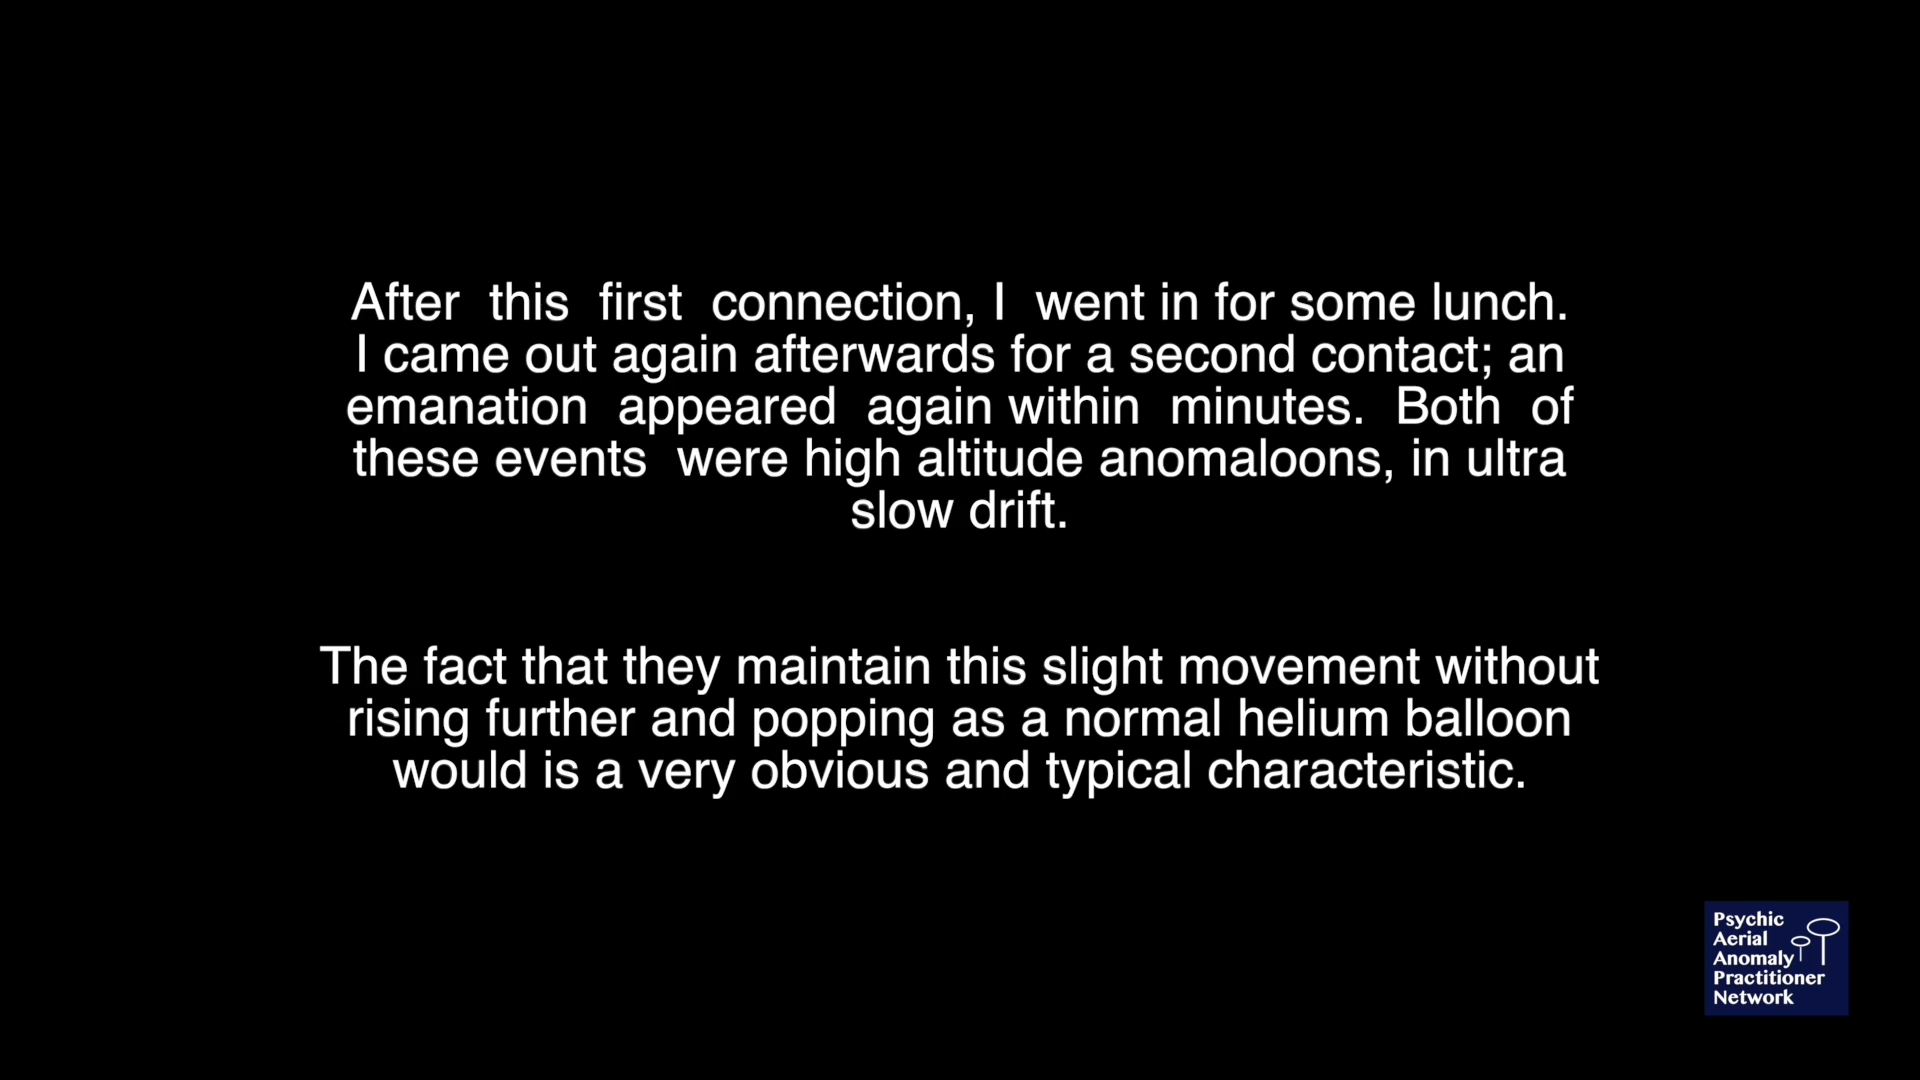 After this first connection, I went in for some lunch.
I came out again afterwards for a second contact; an
emanation appeared again within minutes. Both of
these events were high altitude anomaloons, in ultra
slow drift.
The fact that they maintain this slight movement without
rising further and popping as a normal helium balloon
would is a very obvious and typical characteristic.
Psychic
Aerial
Anomaly
Practitioner
Network